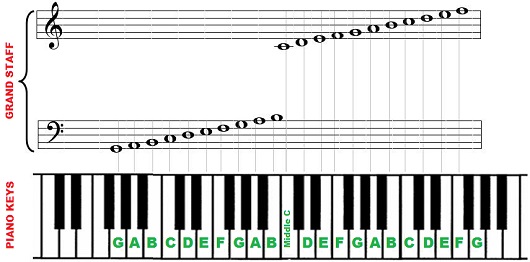 GRAND STAFF
PIANO KEYS
G A B C D E F G A B Middle C D E F G A B C D E F G